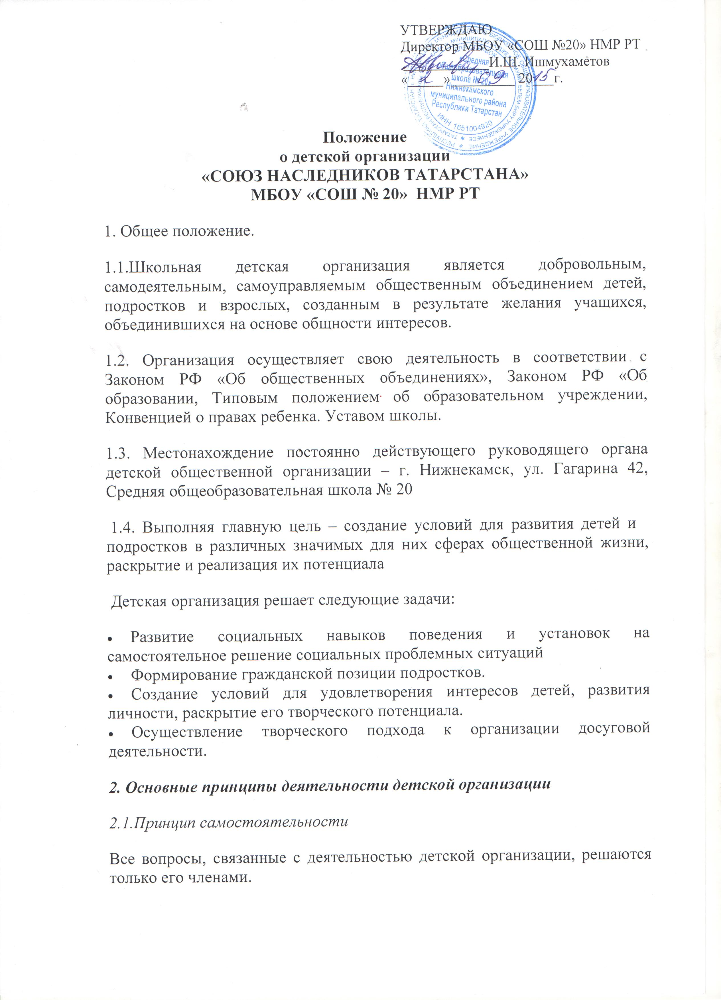 УТВЕРЖДАЮ
Директор МБОУ «СОШ №20» НМР РТ
И.Ш. Ишмухаметов
« 2 » 09 2015 г.
ДЛЯ СПРАВОК
«Средняя
общеобразовательная
школа № 20»
Нижнекамского
муниципального района
Республики Татарстан
ИНН 1651004920
Положение
о детской организации
«СОЮЗ НАСЛЕДНИКОВ ТАТАРСТАНА»
МБОУ «СОШ № 20» НМР РТ
1. Общее положение.
1.1.Школьная детская организация является добровольным,
самодеятельным, самоуправляемым общественным объединением детей,
подростков и взрослых, созданным в результате желания учащихся,
объединившихся на основе общности интересов.
1.2. Организация осуществляет свою деятельность в соответствии с
Законом РФ «Об общественных объединениях», Законом РФ «Об
образовании, Типовым положением об образовательном учреждении,
Конвенцией о правах ребенка. Уставом школы.
1.3. Местонахождение постоянно действующего руководящего органа
детской общественной организации – г. Нижнекамск, ул. Гагарина 42,
Средняя общеобразовательная школа № 20
1.4. Выполняя главную цель – создание условий для развития детей и
подростков в различных значимых для них сферах общественной жизни,
раскрытие и реализация их потенциала
Детская организация решает следующие задачи:
• Развитие социальных навыков поведения и установок на
самостоятельное решение социальных проблемных ситуаций
• Формирование гражданской позиции подростков.
• Создание условий для удовлетворения интересов детей, развития
личности, раскрытие его творческого потенциала.
• Осуществление творческого подхода к организации досуговой
деятельности.
2. Основные принципы деятельности детской организации
2.1.Принцип самостоятельности
Все вопросы, связанные с деятельностью детской организации, решаются
только его членами.